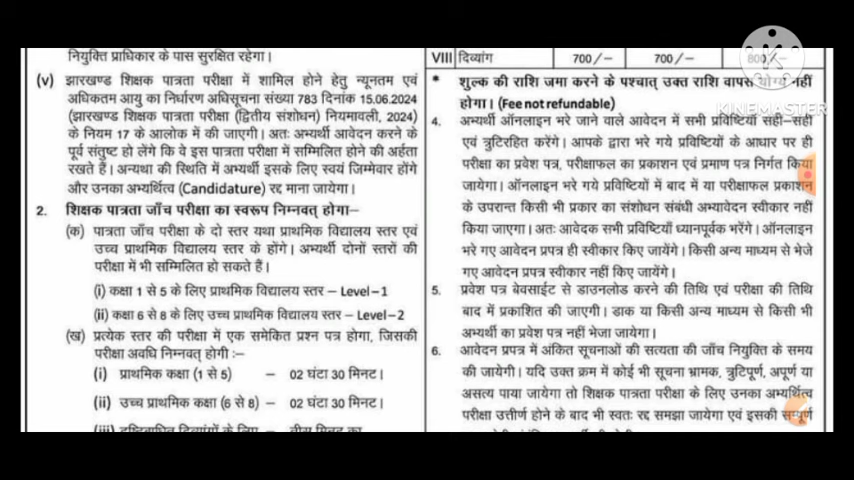 नियुक्ति प्राधिकार के पास सुरक्षित रहेगा।
(v) झारखण्ड शिक्षक पात्रता परीक्षा में शामिल होने हेतु न्यूनतम एवं
अधिकतम आयु का निर्धारण अधिसूचना संख्या 783 दिनांक 15.06.2024
(झारखण्ड शिक्षक पात्रता परीक्षा (द्वितीय संशोधन) नियमावली, 2024)
के नियम 17 के आलोक में की जाएगी। अतः अभ्यर्थी आवेदन करने के
पूर्व संतुष्ट हो लेंगे कि वे इस पात्रता परीक्षा में सम्मिलित होने की अर्हता
रखते हैं। अन्यथा की स्थिति में अभ्यर्थी इसके लिए स्वयं जिम्मेवार होंगे
और उनका अभ्यर्थित्व (Candidature) रद्द माना जायेगा।
2. शिक्षक पात्रता जाँच परीक्षा का स्वरूप निम्नवत् होगा-
(क) पात्रता जाँच परीक्षा के दो स्तर यथा प्राथमिक विद्यालय स्तर एवं
उच्च प्राथमिक विद्यालय स्तर के होंगे। अभ्यर्थी दोनों स्तरों की
परीक्षा में भी सम्मिलित हो सकते हैं।
(i) कक्षा 1 से 5 के लिए प्राथमिक विद्यालय स्तर – Level-1
(ii) कक्षा 6 से 8 के लिए उच्च प्राथमिक विद्यालय स्तर – Level-2
(ख) प्रत्येक स्तर की परीक्षा में एक समेकित प्रश्न पत्र होगा, जिसकी
परीक्षा अवधि निम्नवत् होगी :-
(i) प्राथमिक कक्षा (1 से 5) – 02 घंटा 30 मिनट।
(ii) उच्च प्राथमिक कक्षा (6 से 8) – 02 घंटा 30 मिनट।
(iii) दृष्टिबाधित दिव्यांगों के लिए – बीस मिनट का
VIII दिव्यांग 700/– 700/– 800/–
* शुल्क की राशि जमा करने के पश्चात् उक्त राशि वापस योग्य नहीं
होगा। (Fee not refundable)
4. अभ्यर्थी ऑनलाइन भरे जाने वाले आवेदन में सभी प्रविष्टियाँ सही-सही
एवं त्रुटिरहित करेंगे। आपके द्वारा भरे गये प्रविष्टियों के आधार पर ही
परीक्षा का प्रवेश पत्र, परीक्षाफल का प्रकाशन एवं प्रमाण पत्र निर्गत किया
जायेगा। ऑनलाइन भरे गये प्रविष्टियों में बाद में या परीक्षाफल प्रकाशन
के उपरान्त किसी भी प्रकार का संशोधन संबंधी अभ्यावेदन स्वीकार नहीं
किया जाएगा। अतः आवेदक सभी प्रविष्टियाँ ध्यानपूर्वक भरेंगे। ऑनलाइन
भरे गए आवेदन प्रपत्र ही स्वीकार किए जायेंगे। किसी अन्य माध्यम से भेजे
गए आवेदन प्रपत्र स्वीकार नहीं किए जायेंगे।
5. प्रवेश पत्र बेवसाईट से डाउनलोड करने की तिथि एवं परीक्षा की तिथि
बाद में प्रकाशित की जाएगी। डाक या किसी अन्य माध्यम से किसी भी
अभ्यर्थी का प्रवेश पत्र नहीं भेजा जायेगा।
6. आवेदन प्रपत्र में अंकित सूचनाओं की सत्यता की जाँच नियुक्ति के समय
की जायेगी। यदि उक्त क्रम में कोई भी सूचना भ्रामक, त्रुटिपूर्ण, अपूर्ण या
असत्य पाया जायेगा तो शिक्षक पात्रता परीक्षा के लिए उनका अभ्यर्थित्व
परीक्षा उत्तीर्ण होने के बाद भी स्वतः रद्द समझा जायेगा एवं इसकी सम्पूर्ण
KINEMASTER